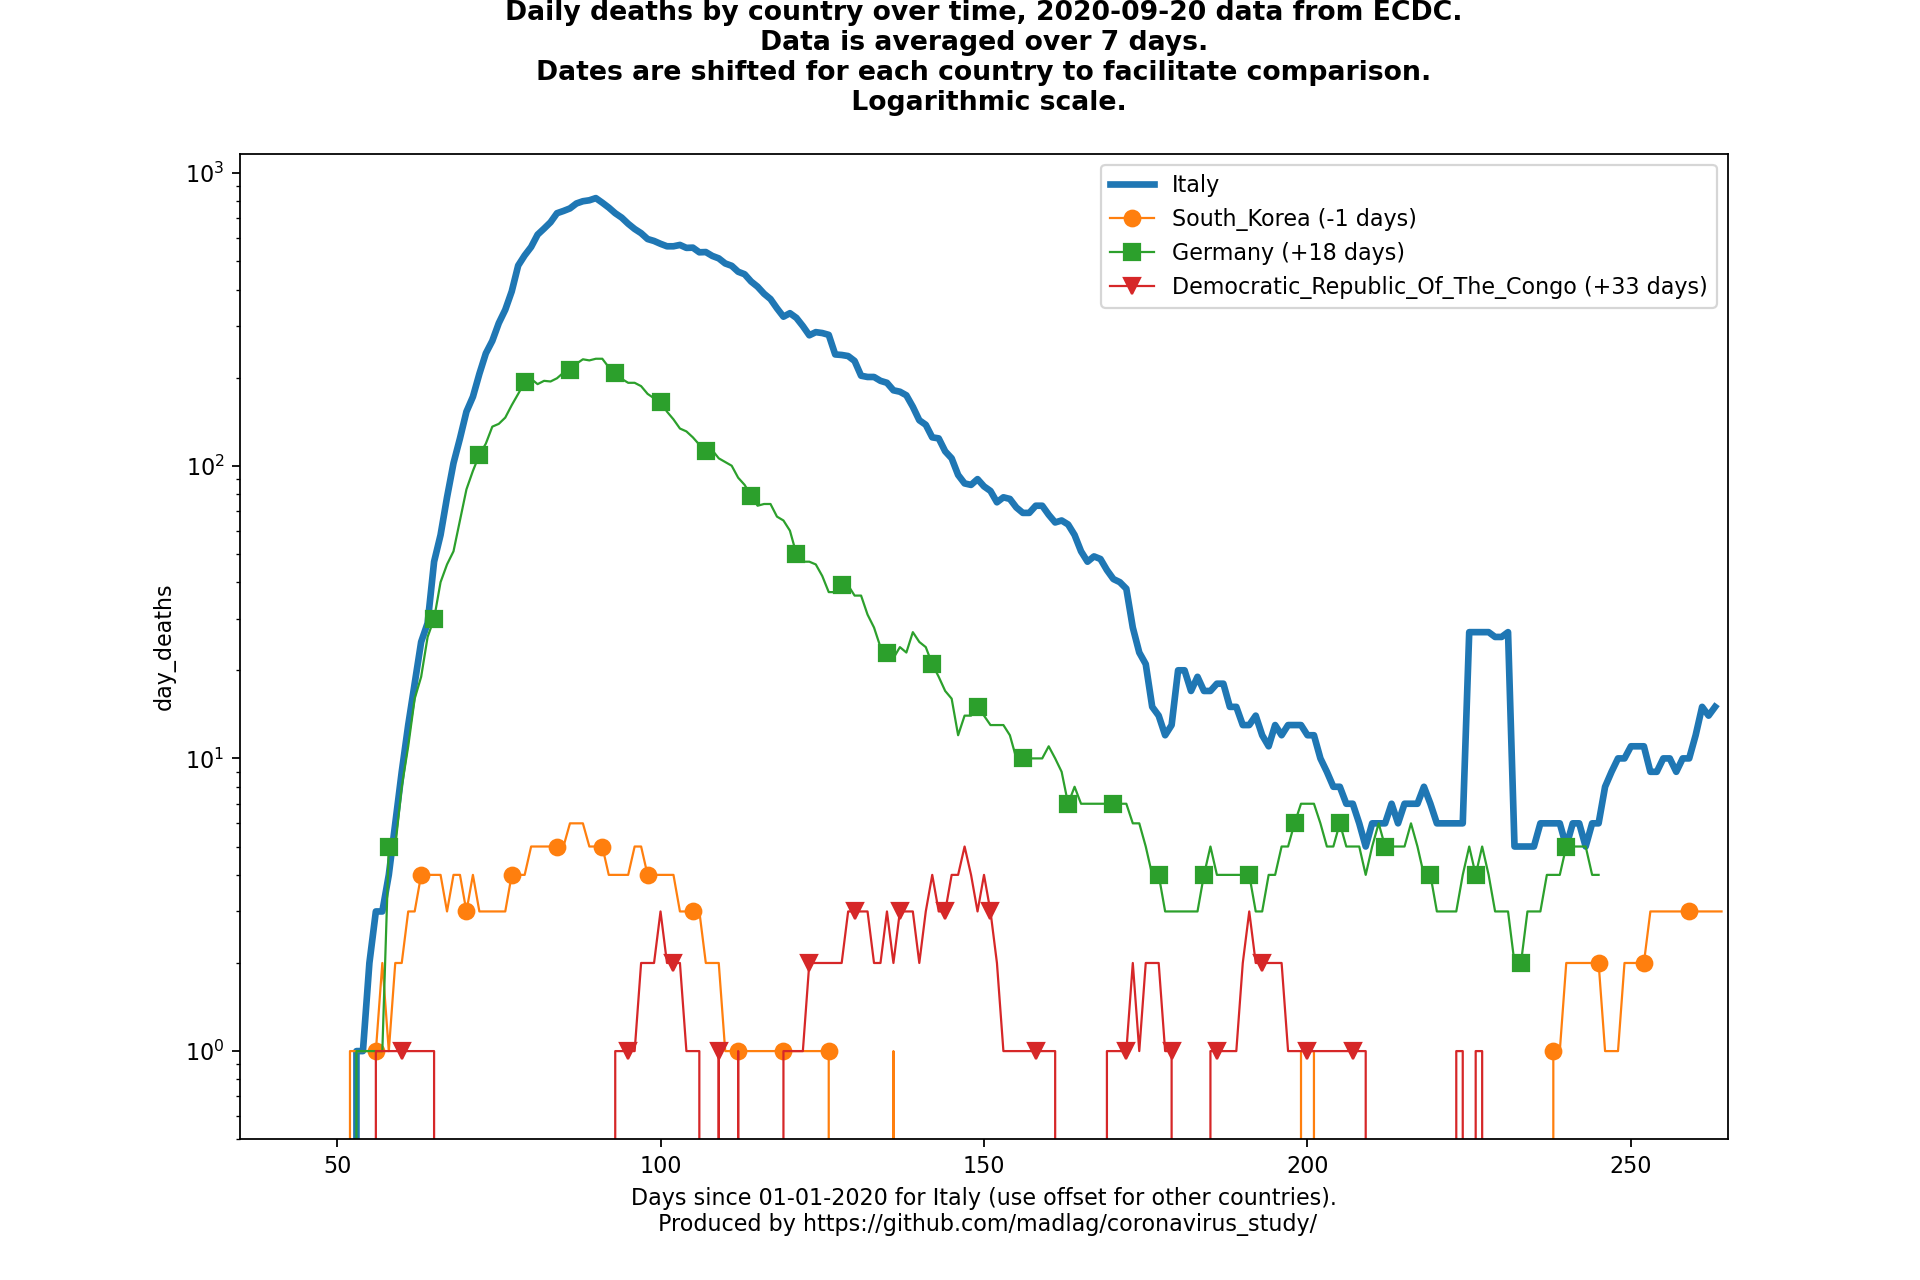 Daily deaths by country over time, 2020-09-20 data from ECDC.
Data is averaged over 7 days.
Dates are shifted for each country to facilitate comparison.
Logarithmic scale.
10³
Italy
South_Korea (-1 days)
Germany (+18 days)
Democratic_Republic_Of_The_Congo (+33 days)
10²
day_deaths
10¹
10⁰
50 100 150 200 250
Days since 01-01-2020 for Italy (use offset for other countries).
Produced by https://github.com/madlag/coronavirus_study/